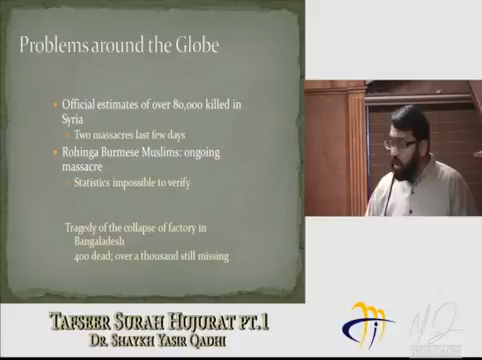 Problems around the Globe
Official estimates of over 80,000 killed in
Syria
Two massacres last few days
Rohinga Burmese Muslims: ongoing
massacre
Statistics impossible to verify
Tragedy of the collapse of factory in
Bangaladesh
400 dead; over a thousand still missing
Tafseer Surah Hujurat pt.1
Dr. Shaykh Yasir Qadhi